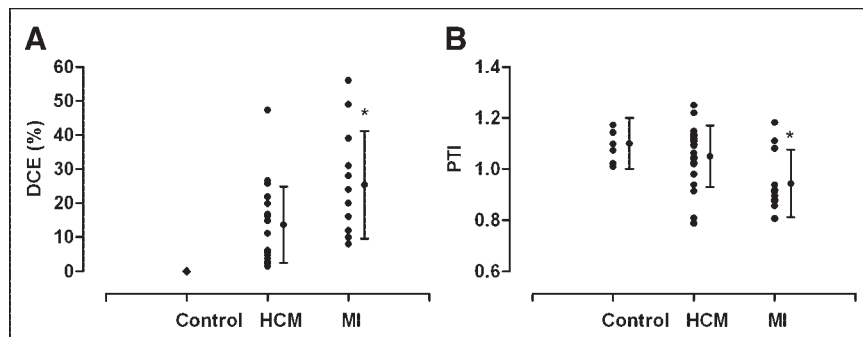 A
DCE (%)
60
50
40
30
20
10
0
*
Control HCM MI
B
PTI
1.4
1.2
1.0
0.8
0.6
*
Control HCM MI